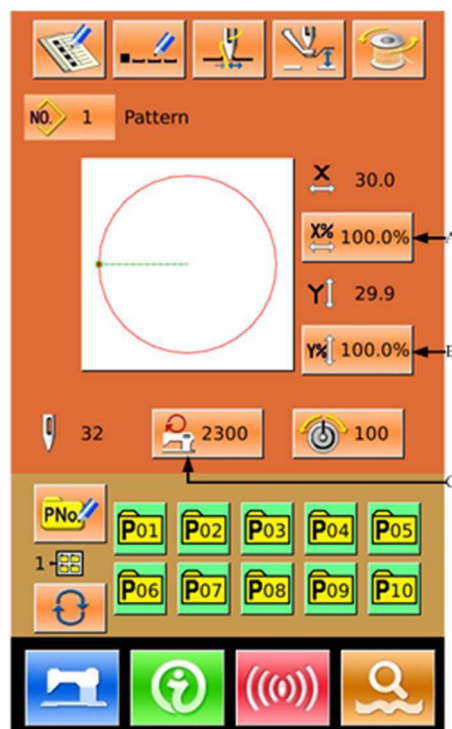 NO. 1 Pattern
X 30.0
X% 100.0%
A
Y 29.9
Y% 100.0%
B
32 2300 100
C
PNo.
P01 P02 P03 P04 P05
1-
P06 P07 P08 P09 P10
i